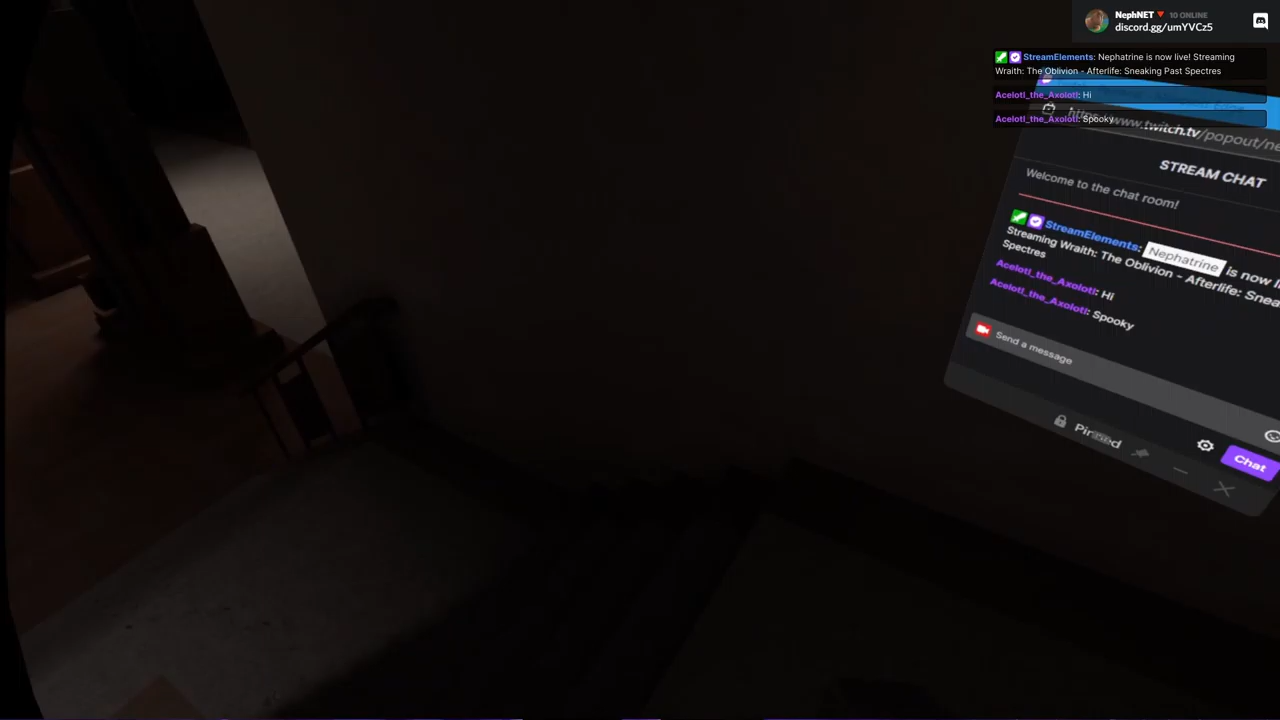 NephNET 10 ONLINE
discord.gg/umYVCz5
StreamElements: Nephatrine is now live! Streaming
Wraith: The Oblivion - Afterlife: Sneaking Past Spectres
Acelotl_the_Axolotl: Hi
Acelotl_the_Axolotl: Spooky
www.twitch.tv/popout/ne
STREAM CHAT
Welcome to the chat room!
StreamElements: Nephatrine is now li
Streaming Wraith: The Oblivion - Afterlife: Snea
Spectres
Acelotl_the_Axolotl: Hi
Acelotl_the_Axolotl: Spooky
Send a message
Pinned
Chat